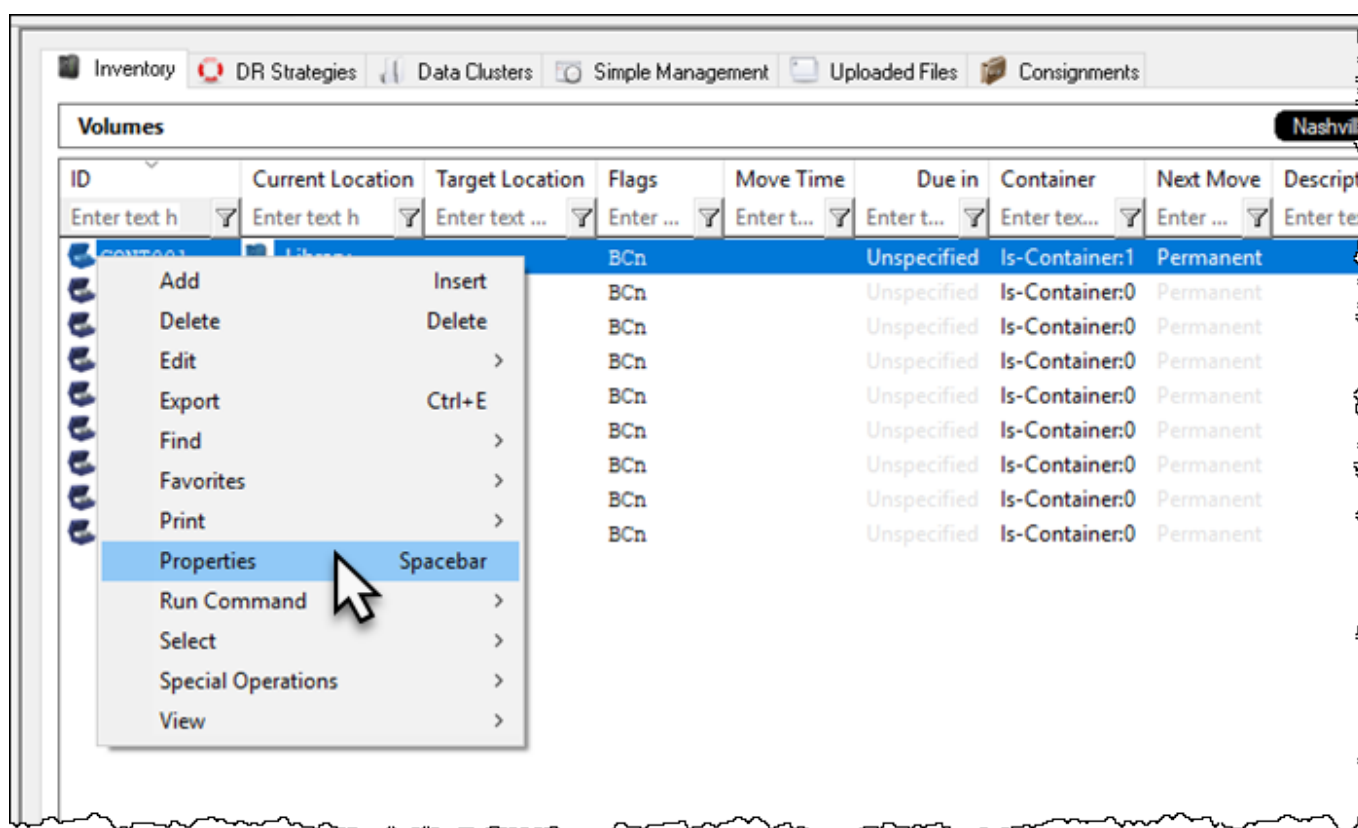 Inventory DR Strategies Data Clusters Simple Management Uploaded Files Consignments
Volumes
ID Current Location Target Location Flags Move Time Due in Container Next Move Descript
Enter text h Enter text h Enter text ... Enter ... Enter t... Enter t... Enter tex... Enter ... Enter te
CONT001 Library BCn Unspecified Is-Container:1 Permanent
BCn Unspecified Is-Container:0 Permanent
BCn Unspecified Is-Container:0 Permanent
BCn Unspecified Is-Container:0 Permanent
BCn Unspecified Is-Container:0 Permanent
BCn Unspecified Is-Container:0 Permanent
BCn Unspecified Is-Container:0 Permanent
BCn Unspecified Is-Container:0 Permanent
BCn Unspecified Is-Container:0 Permanent
Add Insert
Delete Delete
Edit
Export Ctrl+E
Find
Favorites
Print
Properties Spacebar
Run Command
Select
Special Operations
View